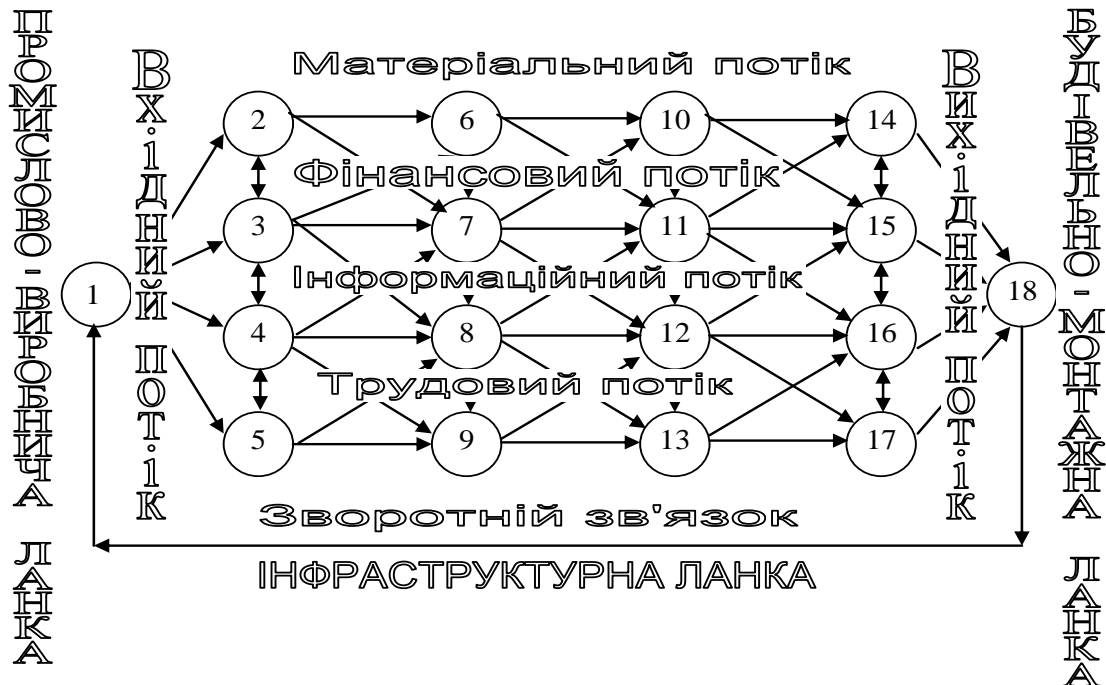 ПРОМИСЛОВО-ВИРОБНИЧА ЛАНКА
Вхідний потік
Матеріальний потік
Вихідний потік
БУДІВЕЛЬНО-МОНТАЖНА ЛАНКА
2 6 10 14
Фінансовий потік
3 7 11 15
Інформаційний потік
1 18
4 8 12 16
Трудовий потік
5 9 13 17
Зворотній зв'язок
ІНФРАСТРУКТУРНА ЛАНКА